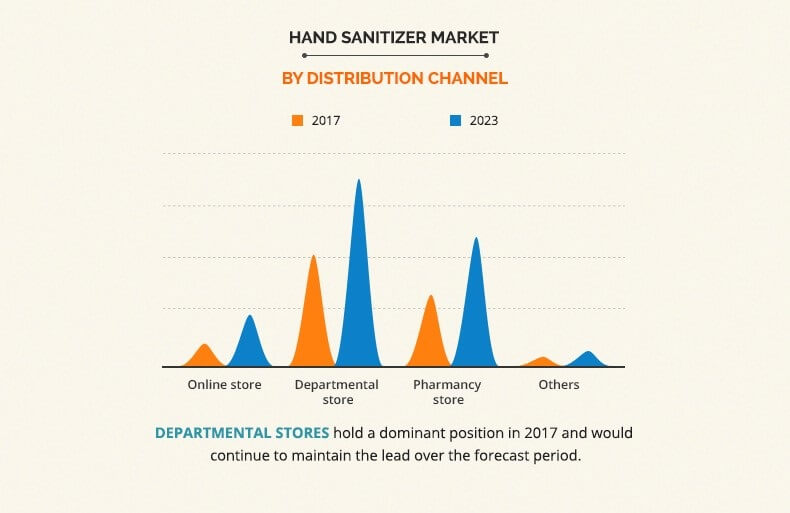 HAND SANITIZER MARKET
BY DISTRIBUTION CHANNEL
2017 2023
Online store Departmental store Pharmancy store Others
DEPARTMENTAL STORES hold a dominant position in 2017 and would
continue to maintain the lead over the forecast period.